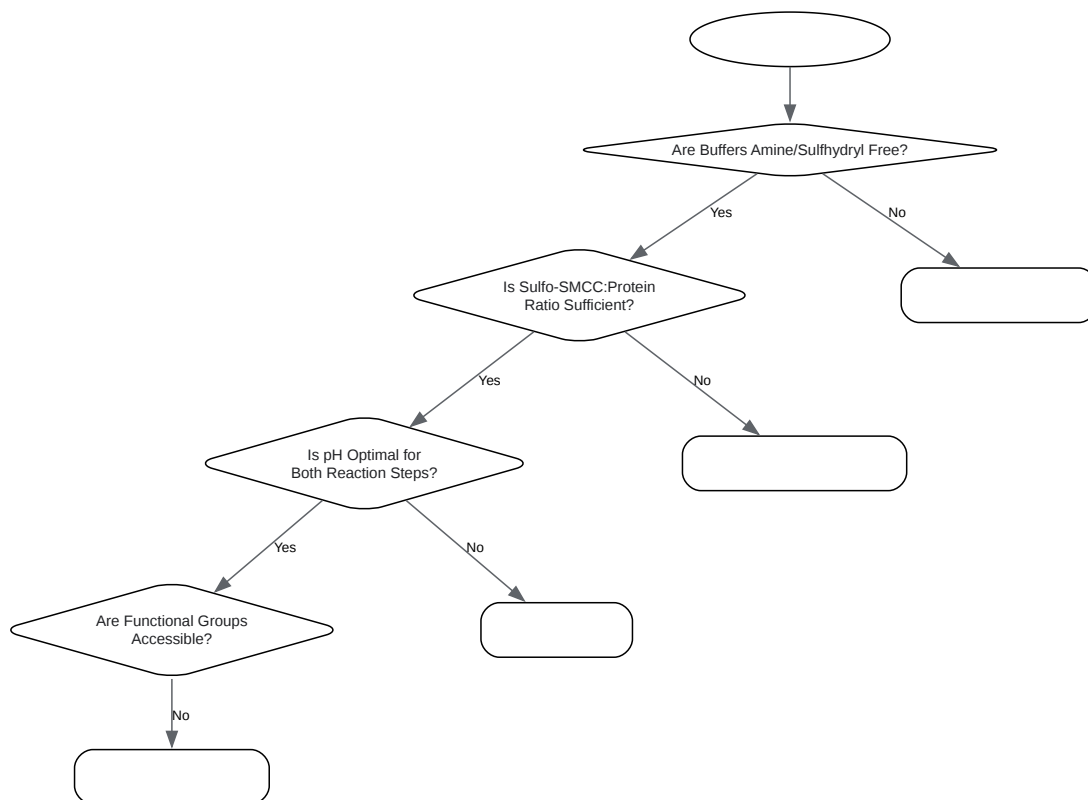 Are Buffers Amine/Sulfhydryl Free?
Yes
No
Is Sulfo-SMCC:Protein
Ratio Sufficient?
Yes
No
Is pH Optimal for
Both Reaction Steps?
Yes
No
Are Functional Groups
Accessible?
No